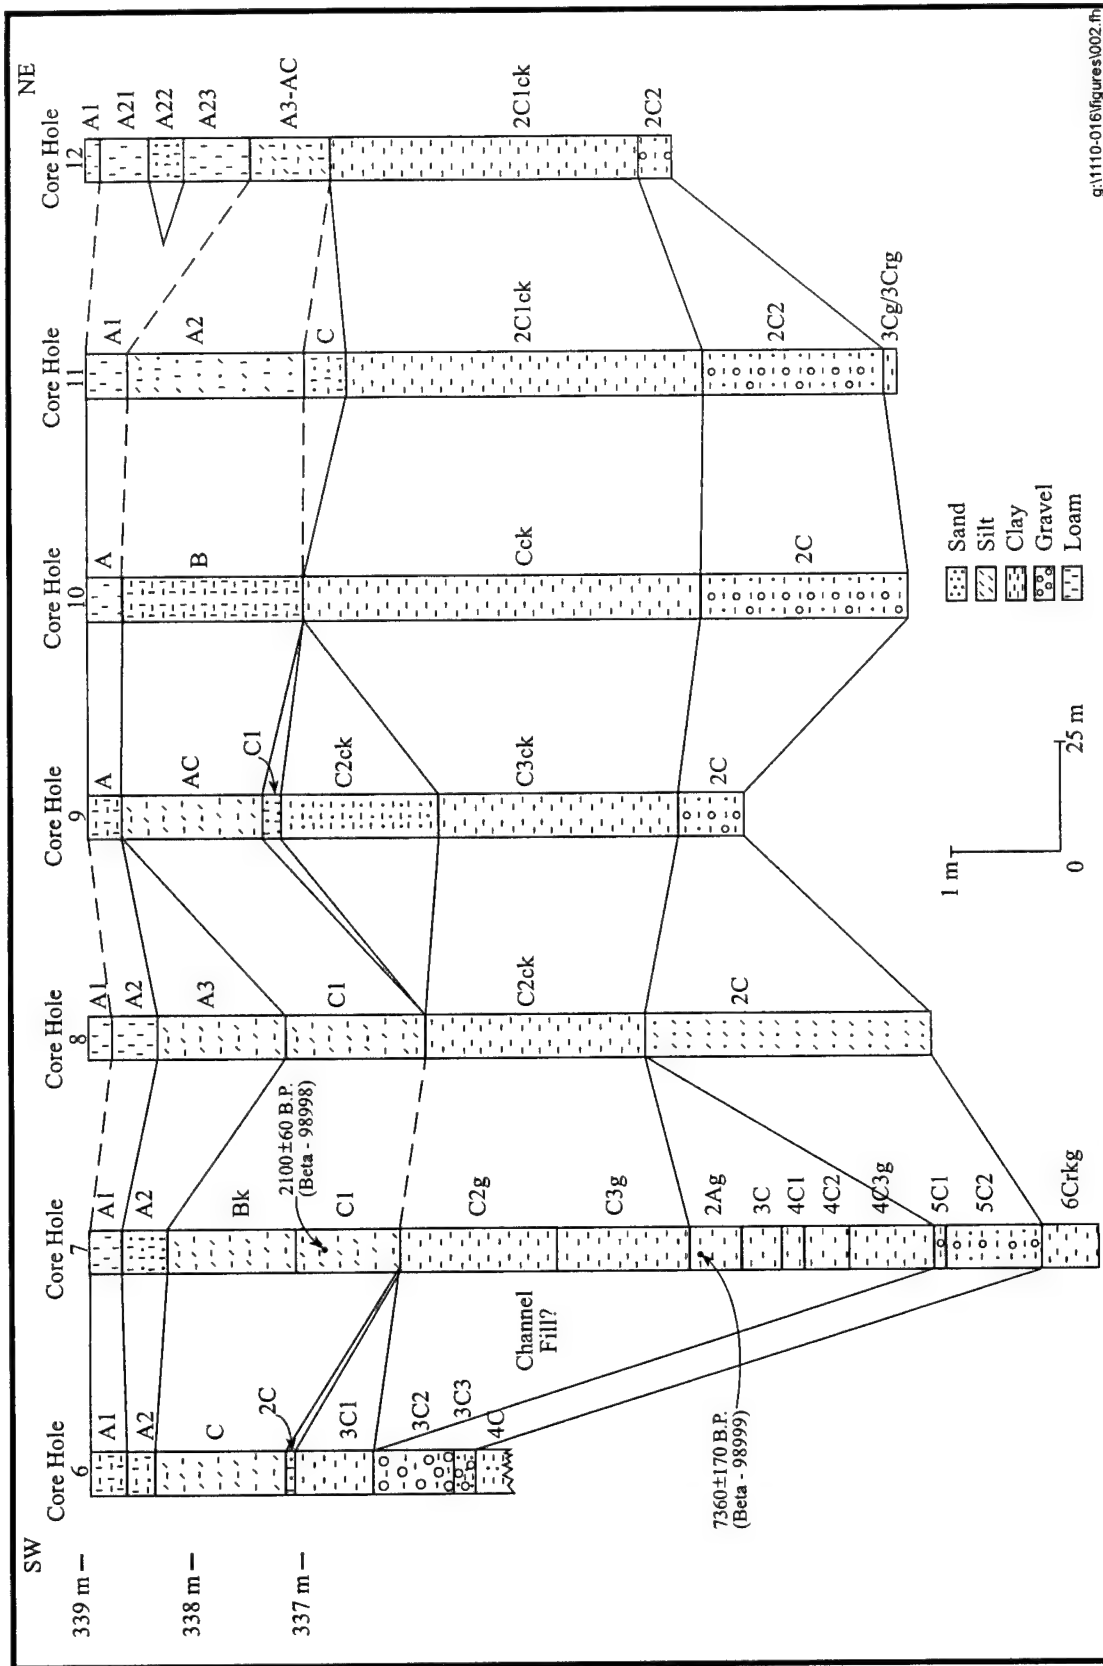 SW
NE
339 m
338 m
337 m
Core Hole
6
A1
A2
C
2C
3C1
3C2
3C3
4C
Channel
Fill?
Core Hole
7
A1
A2
Bk
C1
C2g
C3g
2Ag
3C
4C1
4C2
4C3g
5C1
5C2
6Crkg
2100±60 B.P.
(Beta - 98998)
7360±170 B.P.
(Beta - 98999)
Core Hole
8
A1
A2
A3
C1
C2ck
2C
Core Hole
9
A
AC
C1
C2ck
C3ck
2C
Core Hole
10
A
B
Cck
2C
Core Hole
11
A1
A2
C
2C1ck
2C2
3Cg/3Crg
Core Hole
12
A1
A21
A22
A23
A3-AC
2C1ck
2C2
1 m
0
25 m
Sand
Silt
Clay
Gravel
Loam
g:\1110-016\figures\002.fh